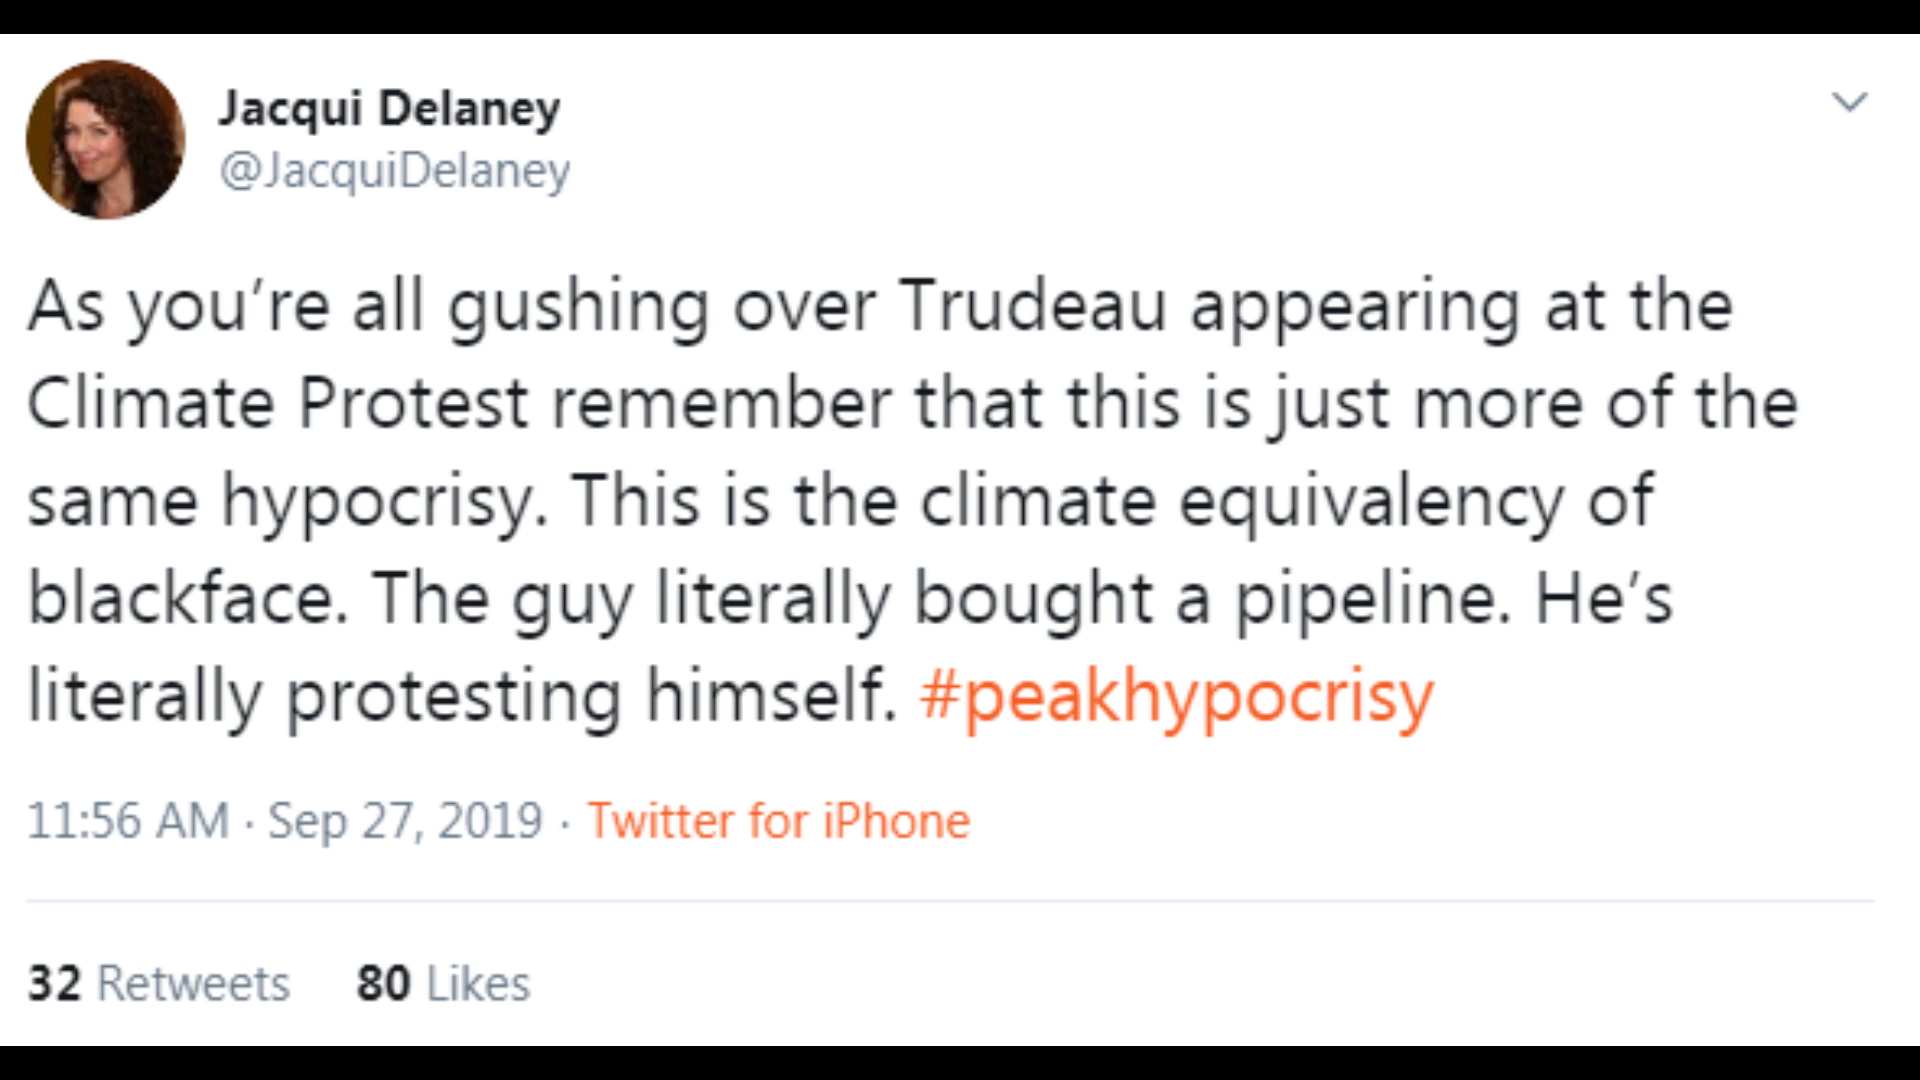 Jacqui Delaney
@JacquiDelaney
As you’re all gushing over Trudeau appearing at the
Climate Protest remember that this is just more of the
same hypocrisy. This is the climate equivalency of
blackface. The guy literally bought a pipeline. He’s
literally protesting himself. #peakhypocrisy
11:56 AM · Sep 27, 2019 · Twitter for iPhone
32 Retweets 80 Likes